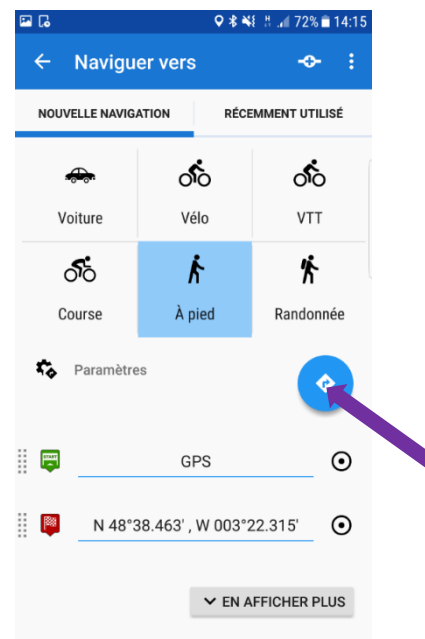 72% 14:15
Naviguer vers
NOUVELLE NAVIGATION RÉCEMMENT UTILISÉ
Voiture Vélo VTT
Course À pied Randonnée
Paramètres
START GPS
N 48°38.463' , W 003°22.315'
EN AFFICHER PLUS